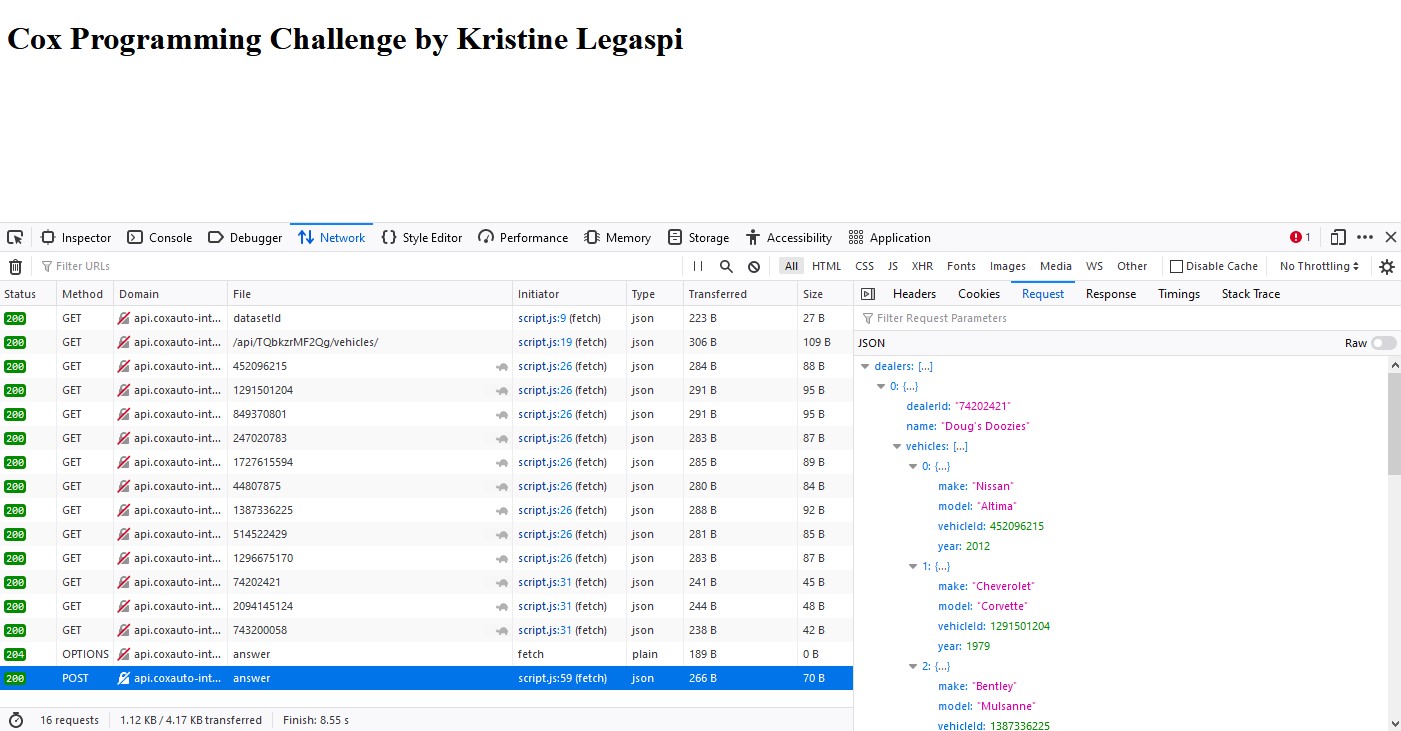 Cox Programming Challenge by Kristine Legaspi
Inspector Console Debugger Network Style Editor Performance Memory Storage Accessibility Application 1
Filter URLs All HTML CSS JS XHR Fonts Images Media WS Other Disable Cache No Throttling
Status Method Domain File Initiator Type Transferred Size
200 GET api.coxauto-int... datasetId script.js:9 (fetch) json 223 B 27 B
200 GET api.coxauto-int... /api/TQbkzrMF2Qg/vehicles/ script.js:19 (fetch) json 306 B 109 B
200 GET api.coxauto-int... 452096215 script.js:26 (fetch) json 284 B 88 B
200 GET api.coxauto-int... 1291501204 script.js:26 (fetch) json 291 B 95 B
200 GET api.coxauto-int... 849370801 script.js:26 (fetch) json 291 B 95 B
200 GET api.coxauto-int... 247020783 script.js:26 (fetch) json 283 B 87 B
200 GET api.coxauto-int... 1727615594 script.js:26 (fetch) json 285 B 89 B
200 GET api.coxauto-int... 44807875 script.js:26 (fetch) json 280 B 84 B
200 GET api.coxauto-int... 1387336225 script.js:26 (fetch) json 288 B 92 B
200 GET api.coxauto-int... 514522429 script.js:26 (fetch) json 281 B 85 B
200 GET api.coxauto-int... 1296675170 script.js:26 (fetch) json 283 B 87 B
200 GET api.coxauto-int... 74202421 script.js:31 (fetch) json 241 B 45 B
200 GET api.coxauto-int... 2094145124 script.js:31 (fetch) json 244 B 48 B
200 GET api.coxauto-int... 743200058 script.js:31 (fetch) json 238 B 42 B
204 OPTIONS api.coxauto-int... answer fetch plain 189 B 0 B
200 POST api.coxauto-int... answer script.js:59 (fetch) json 266 B 70 B
16 requests 1.12 KB / 4.17 KB transferred Finish: 8.55 s
Headers Cookies Request Response Timings Stack Trace
Filter Request Parameters
JSON Raw
dealers: [...]
0: {...}
dealerId: "74202421"
name: "Doug's Doozies"
vehicles: [...]
0: {...}
make: "Nissan"
model: "Altima"
vehicleId: 452096215
year: 2012
1: {...}
make: "Cheverolet"
model: "Corvette"
vehicleId: 1291501204
year: 1979
2: {...}
make: "Bentley"
model: "Mulsanne"
vehicleId: 1387336225